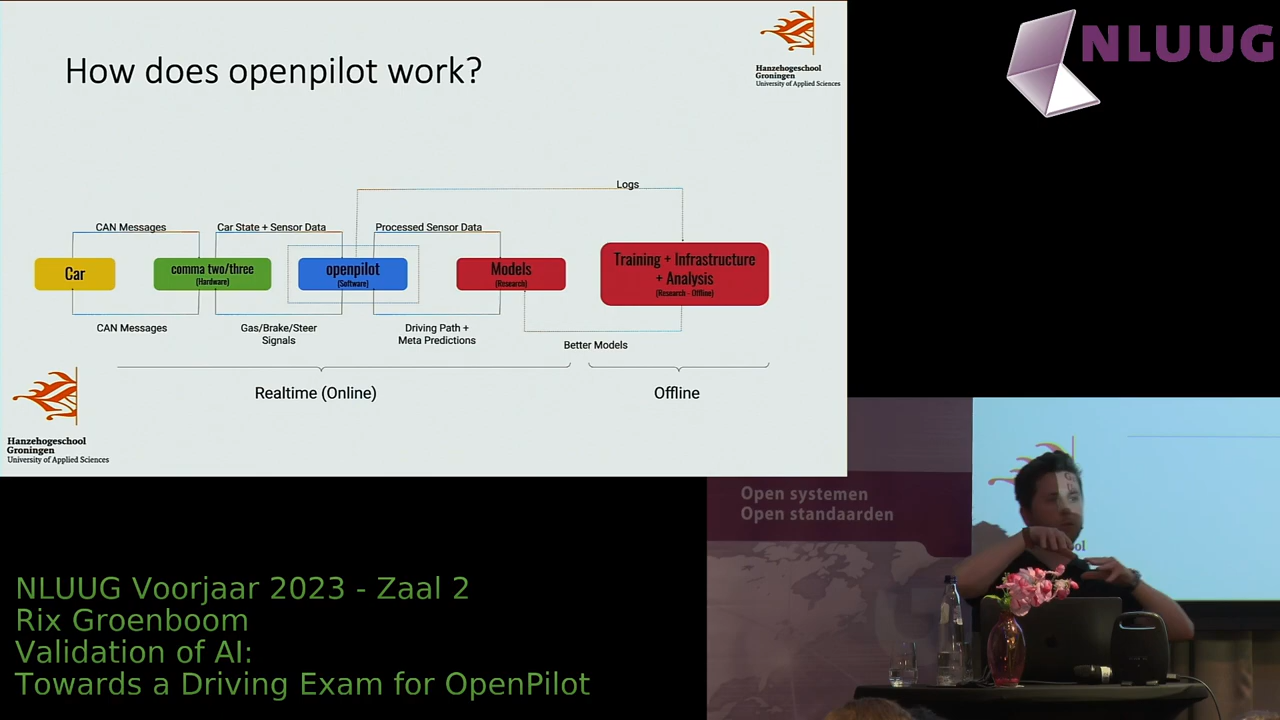 How does openpilot work?
Hanzehogeschool
Groningen
University of Applied Sciences
NLUUG
Logs
CAN Messages
Car State + Sensor Data
Processed Sensor Data
Car
comma two/three
(Hardware)
openpilot
(Software)
Models
(Research)
Training + Infrastructure
+ Analysis
(Research - Offline)
CAN Messages
Gas/Brake/Steer
Signals
Driving Path +
Meta Predictions
Better Models
Realtime (Online)
Offline
Hanzehogeschool
Groningen
University of Applied Sciences
Open systemen
Open standaarden
NLUUG Voorjaar 2023 - Zaal 2
Rix Groenboom
Validation of AI:
Towards a Driving Exam for OpenPilot